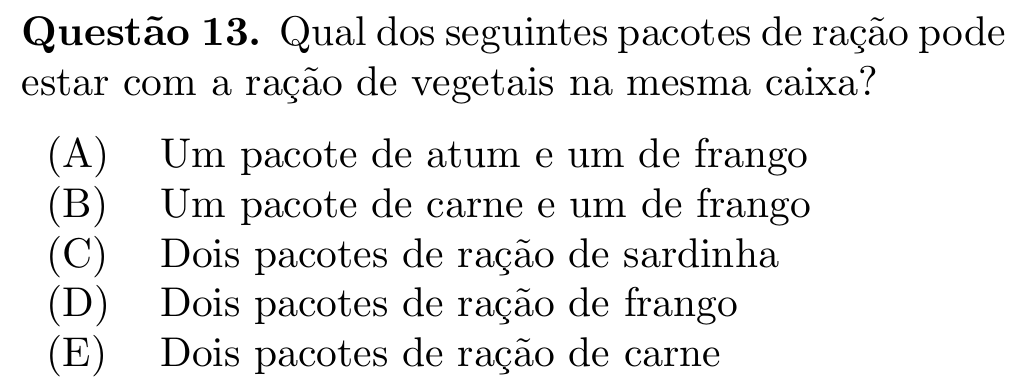 Questão 13. Qual dos seguintes pacotes de ração pode
estar com a ração de vegetais na mesma caixa?
(A) Um pacote de atum e um de frango
(B) Um pacote de carne e um de frango
(C) Dois pacotes de ração de sardinha
(D) Dois pacotes de ração de frango
(E) Dois pacotes de ração de carne